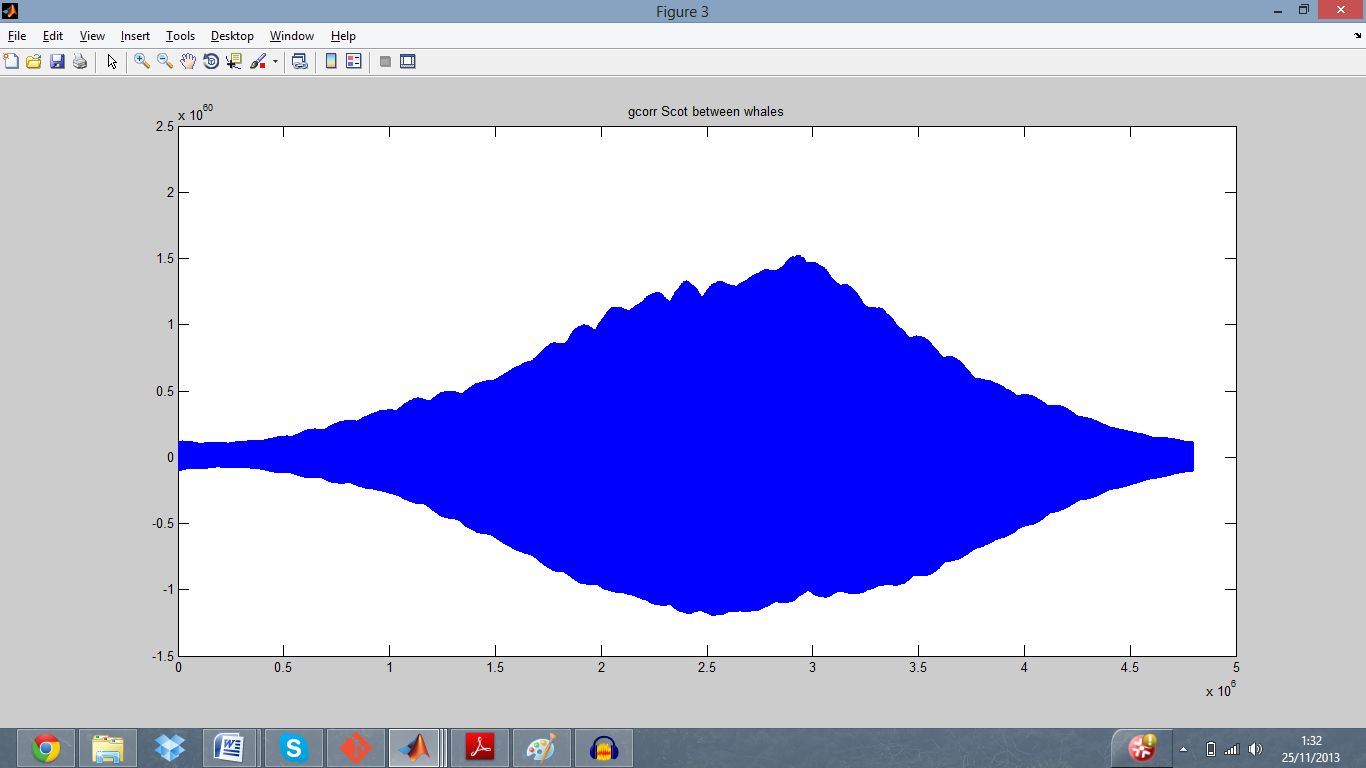 Figure 3
File Edit View Insert Tools Desktop Window Help
gcorr Scot between whales
x 10^60
2.5
2
1.5
1
0.5
0
-0.5
-1
-1.5
0 0.5 1 1.5 2 2.5 3 3.5 4 4.5 5
x 10^6
1:32
25/11/2013